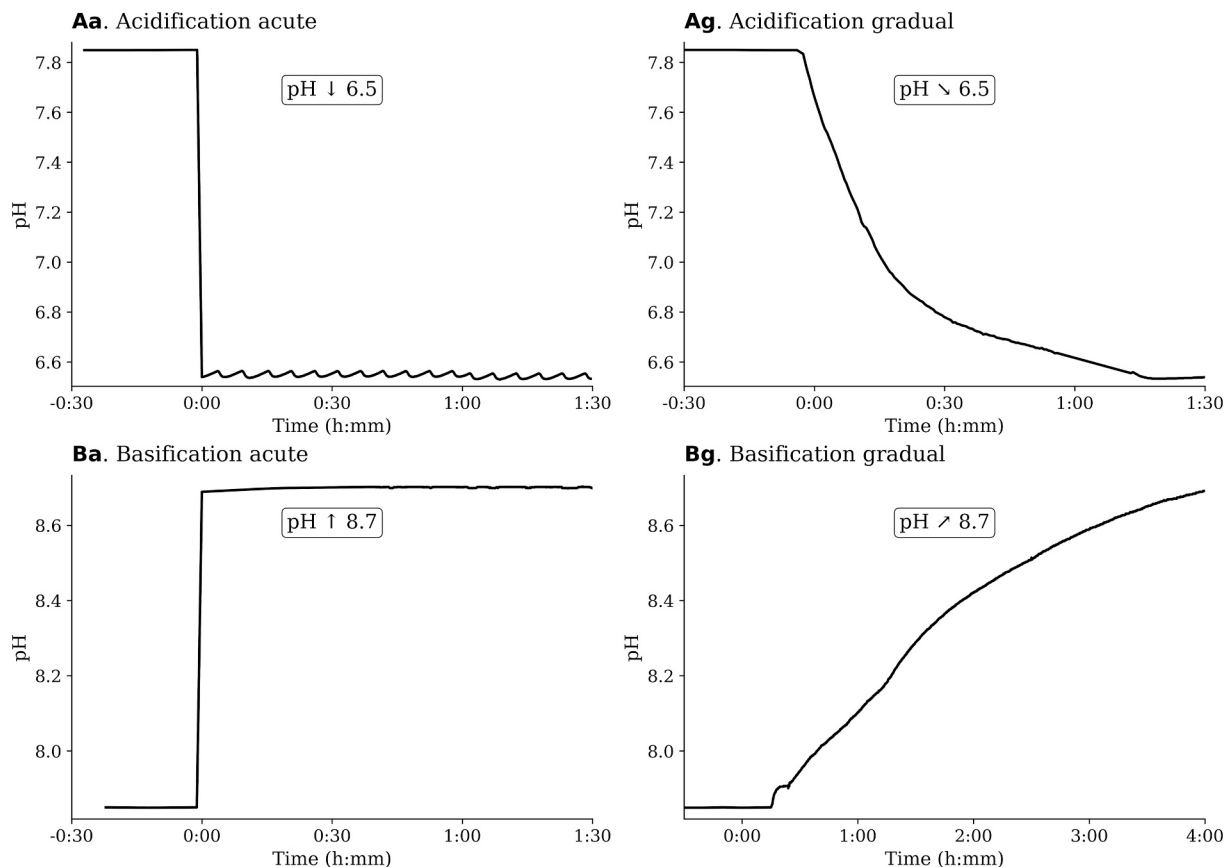 Aa. Acidification acute
pH ↓ 6.5
pH
7.8
7.6
7.4
7.2
7.0
6.8
6.6
-0:30 0:00 0:30 1:00 1:30
Time (h:mm)
Ag. Acidification gradual
pH ↘ 6.5
pH
7.8
7.6
7.4
7.2
7.0
6.8
6.6
-0:30 0:00 0:30 1:00 1:30
Time (h:mm)
Ba. Basification acute
pH ↑ 8.7
pH
8.6
8.4
8.2
8.0
-0:30 0:00 0:30 1:00 1:30
Time (h:mm)
Bg. Basification gradual
pH ↗ 8.7
pH
8.6
8.4
8.2
8.0
0:00 1:00 2:00 3:00 4:00
Time (h:mm)